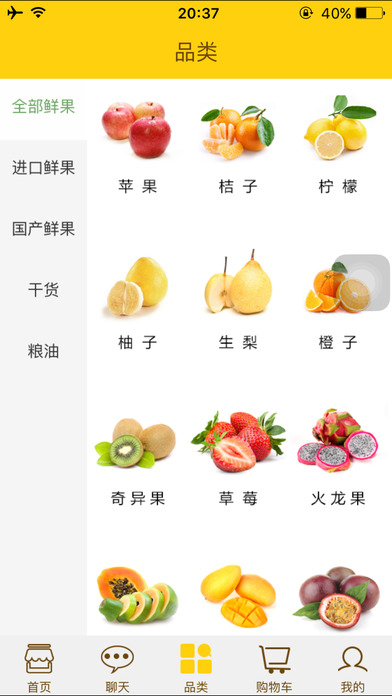 20:37
40%
品类
全部鲜果
进口鲜果
国产鲜果
干货
粮油
苹果
桔子
柠檬
柚子
生梨
橙子
奇异果
草莓
火龙果
首页
聊天
品类
购物车
我的